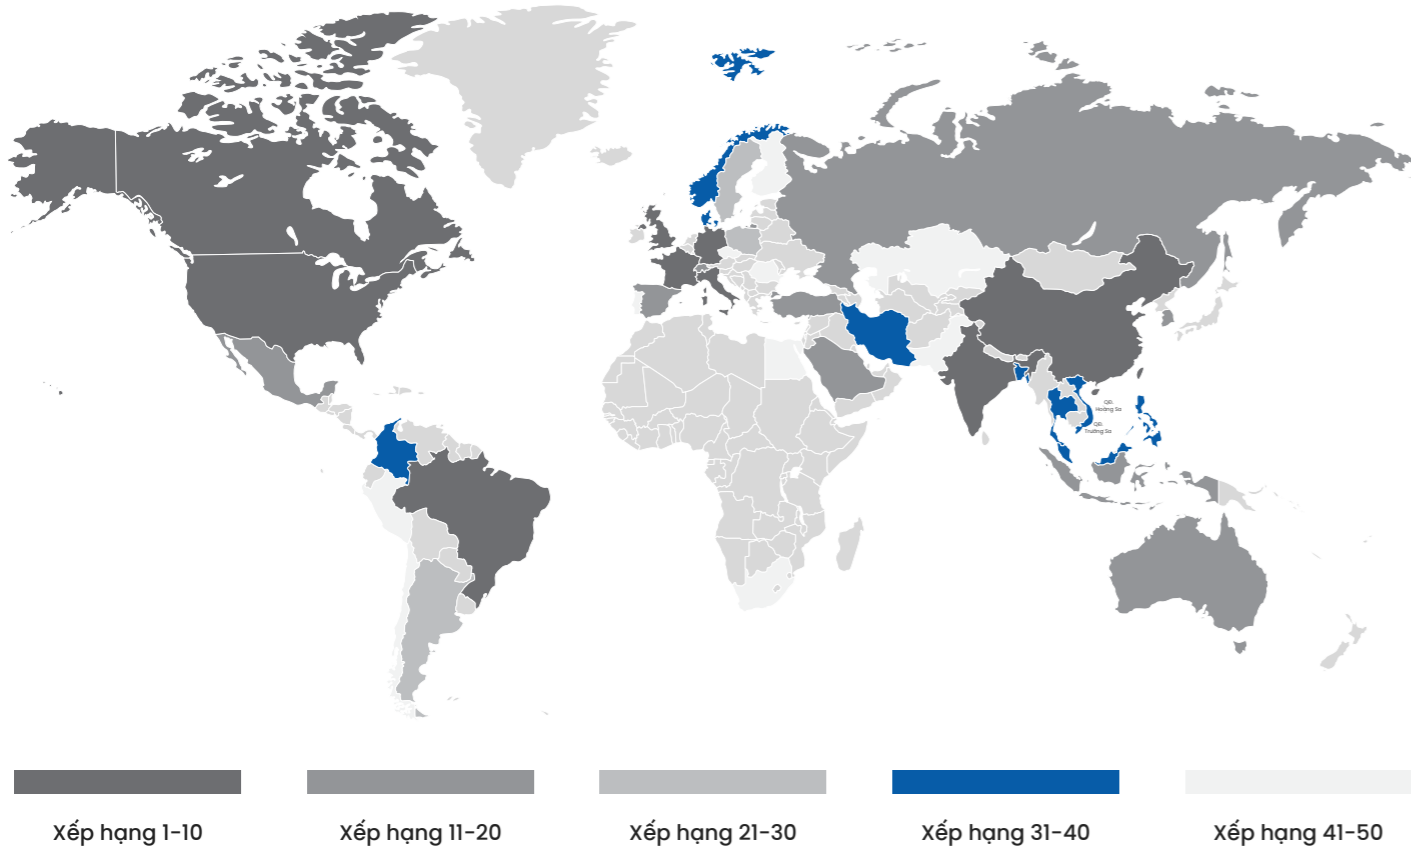 QĐ.
Hoàng Sa
QĐ.
Trường Sa
Xếp hạng 1-10
Xếp hạng 11-20
Xếp hạng 21-30
Xếp hạng 31-40
Xếp hạng 41-50